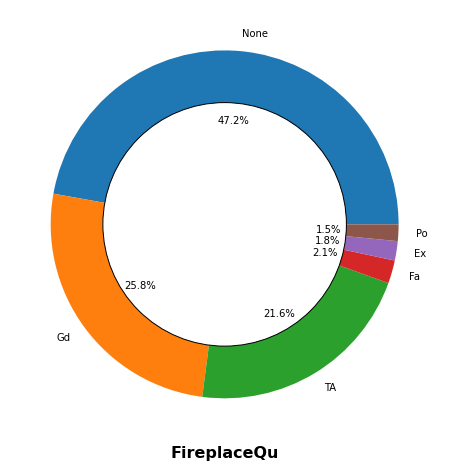 None
47.2%
1.5%
Po
1.8%
Ex
2.1%
Fa
25.8%
21.6%
Gd
TA
FireplaceQu